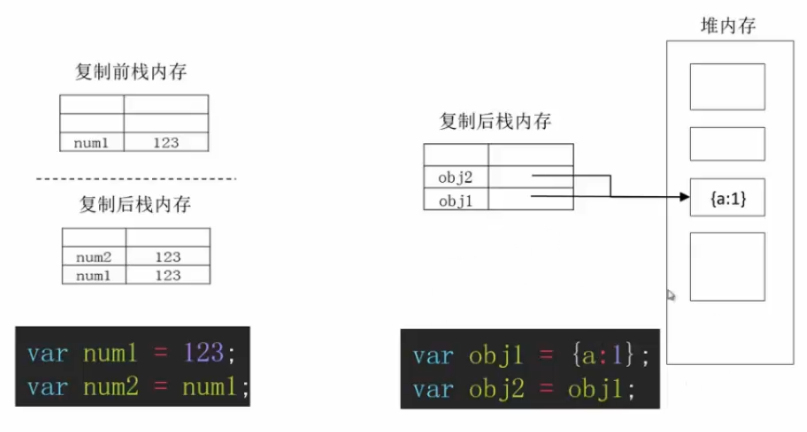 复制前栈内存
num1 123
复制后栈内存
num2 123
num1 123
var num1 = 123;
var num2 = num1;
堆内存
复制后栈内存
obj2
obj1
{a:1}
var obj1 = {a:1};
var obj2 = obj1;